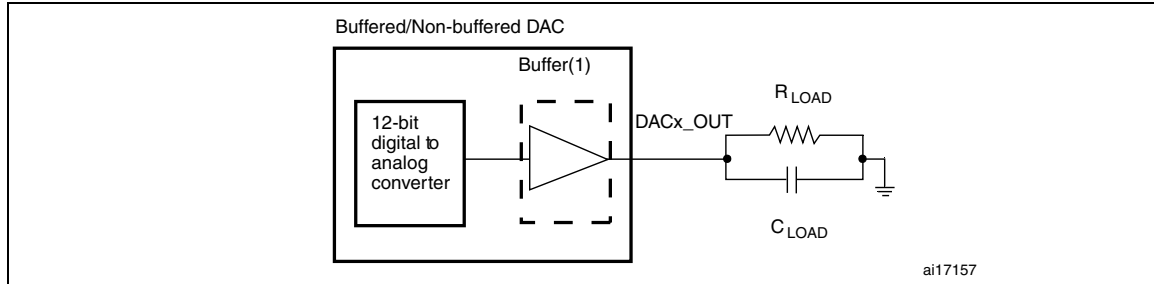 Buffered/Non-buffered DAC
Buffer(1)
12-bit
digital to
analog
converter
DACx_OUT
R LOAD
C LOAD
ai17157